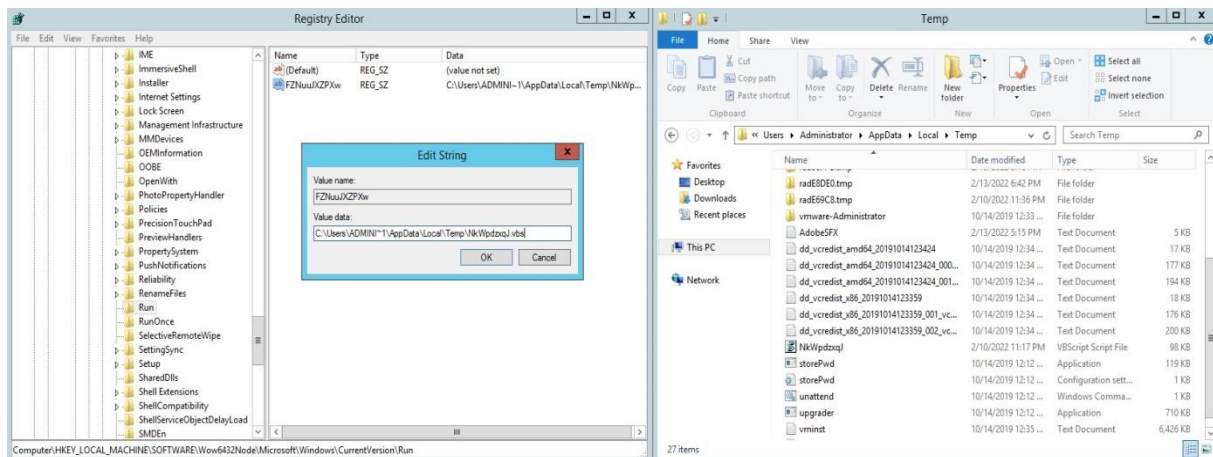 Registry Editor
File Edit View Favorites Help
IME
ImmersiveShell
Installer
Internet Settings
Lock Screen
Management Infrastructure
MMDevices
OEMInformation
OOBE
OpenWith
PhotoPropertyHandler
Policies
PrecisionTouchPad
PreviewHandlers
PropertySystem
PushNotifications
Reliability
RenameFiles
Run
RunOnce
SelectiveRemoteWipe
SettingSync
Setup
SharedDlls
Shell Extensions
ShellCompatibility
ShellServiceObjectDelayLoad
SMDEn
Name Type Data
(Default) REG_SZ (value not set)
FZNuuJXZPXw REG_SZ C:\Users\ADMINI~1\AppData\Local\Temp\NkWp...
Edit String
Value name:
FZNuuJXZPXw
Value data:
C:\Users\ADMINI~1\AppData\Local\Temp\NkWpdzxqJ.vbs
OK Cancel
Computer\HKEY_LOCAL_MACHINE\SOFTWARE\Wow6432Node\Microsoft\Windows\CurrentVersion\Run
Temp
File Home Share View
Copy Paste Cut Copy path Paste shortcut
Clipboard
Move to Copy to Delete Rename
Organize
New folder
New
Properties Open Edit
Open
Select all
Select none
Invert selection
Select
« Users Administrator AppData Local Temp Search Temp
Favorites
Desktop
Downloads
Recent places
This PC
Network
Name Date modified Type Size
radE8DE0.tmp 2/13/2022 6:42 PM File folder
radE69C8.tmp 2/10/2022 11:36 PM File folder
vmware-Administrator 10/14/2019 12:33 ... File folder
AdobeSFX 2/13/2022 5:15 PM Text Document 5 KB
dd_vcredist_amd64_20191014123424 10/14/2019 12:34 ... Text Document 17 KB
dd_vcredist_amd64_20191014123424_000... 10/14/2019 12:34 ... Text Document 177 KB
dd_vcredist_amd64_20191014123424_001... 10/14/2019 12:34 ... Text Document 194 KB
dd_vcredist_x86_20191014123359 10/14/2019 12:34 ... Text Document 18 KB
dd_vcredist_x86_20191014123359_001_vc... 10/14/2019 12:34 ... Text Document 176 KB
dd_vcredist_x86_20191014123359_002_vc... 10/14/2019 12:34 ... Text Document 200 KB
NkWpdzxqJ 2/10/2022 11:17 PM VBScript Script File 98 KB
storePwd 10/14/2019 12:12 ... Application 119 KB
storePwd 10/14/2019 12:12 ... Configuration sett... 1 KB
unattend 10/14/2019 12:12 ... Windows Comma... 1 KB
upgrader 10/14/2019 12:12 ... Application 710 KB
vminst 10/14/2019 12:35 ... Text Document 6,426 KB
27 items